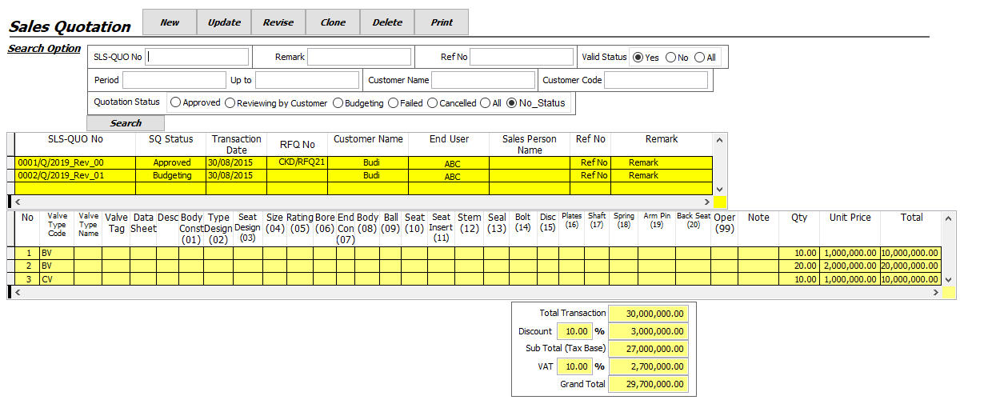 Sales Quotation New Update Revise Clone Delete Print
Search Option
SLS-QUO No Remark Ref No Valid Status Yes No All
Period Up to Customer Name Customer Code
Quotation Status Approved Reviewing by Customer Budgeting Failed Cancelled All No_Status
Search
SLS-QUO No SQ Status Transaction Date RFQ No Customer Name End User Sales Person Name Ref No Remark
0001/Q/2019_Rev_00 Approved 30/08/2015 CKD/RFQ21 Budi ABC Ref No Remark
0002/Q/2019_Rev_01 Budgeting 30/08/2015 Budi ABC Ref No Remark
No Valve Type Code Valve Type Name Valve Tag Data Sheet Desc Body Const (01) Type Design (02) Seat Design (03) Size (04) Rating (05) Bore (06) End Con (07) Body (08) Ball (09) Seat (10) Seat Insert (11) Stem (12) Seal (13) Bolt (14) Disc (15) Plates (16) Shaft (17) Spring (18) Arm Pin (19) Back Seat (20) Oper (99) Note Qty Unit Price Total
1 BV 10.00 1,000,000.00 10,000,000.00
2 BV 20.00 2,000,000.00 20,000,000.00
3 CV 10.00 1,000,000.00 10,000,000.00
Total Transaction 30,000,000.00
Discount 10.00 % 3,000,000.00
Sub Total (Tax Base) 27,000,000.00
VAT 10.00 % 2,700,000.00
Grand Total 29,700,000.00